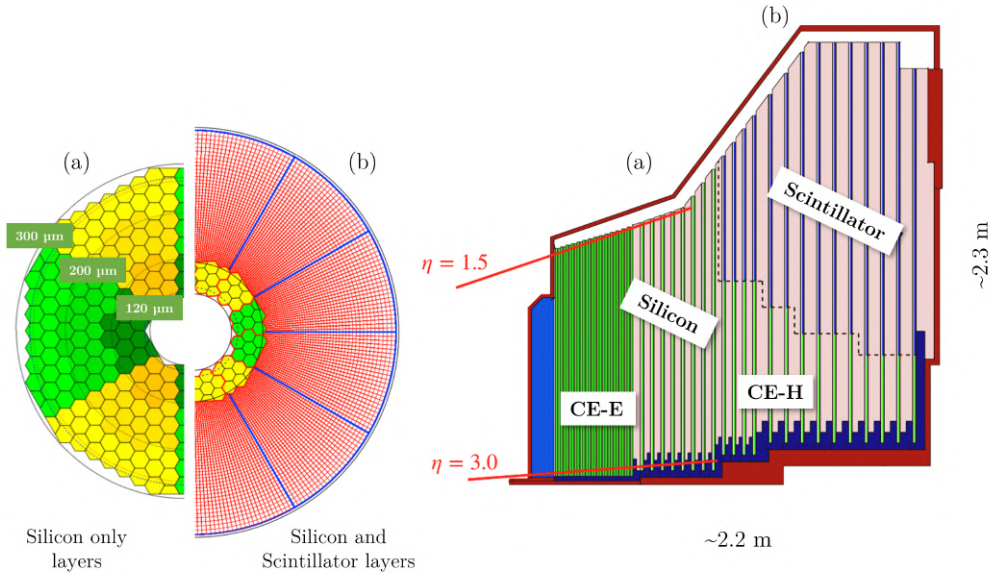 (a)
(b)
300 μm
200 μm
120 μm
Silicon only
layers
Silicon and
Scintillator layers
(b)
(a)
Scintillator
η = 1.5
Silicon
~2.3 m
CE-E
CE-H
η = 3.0
~2.2 m